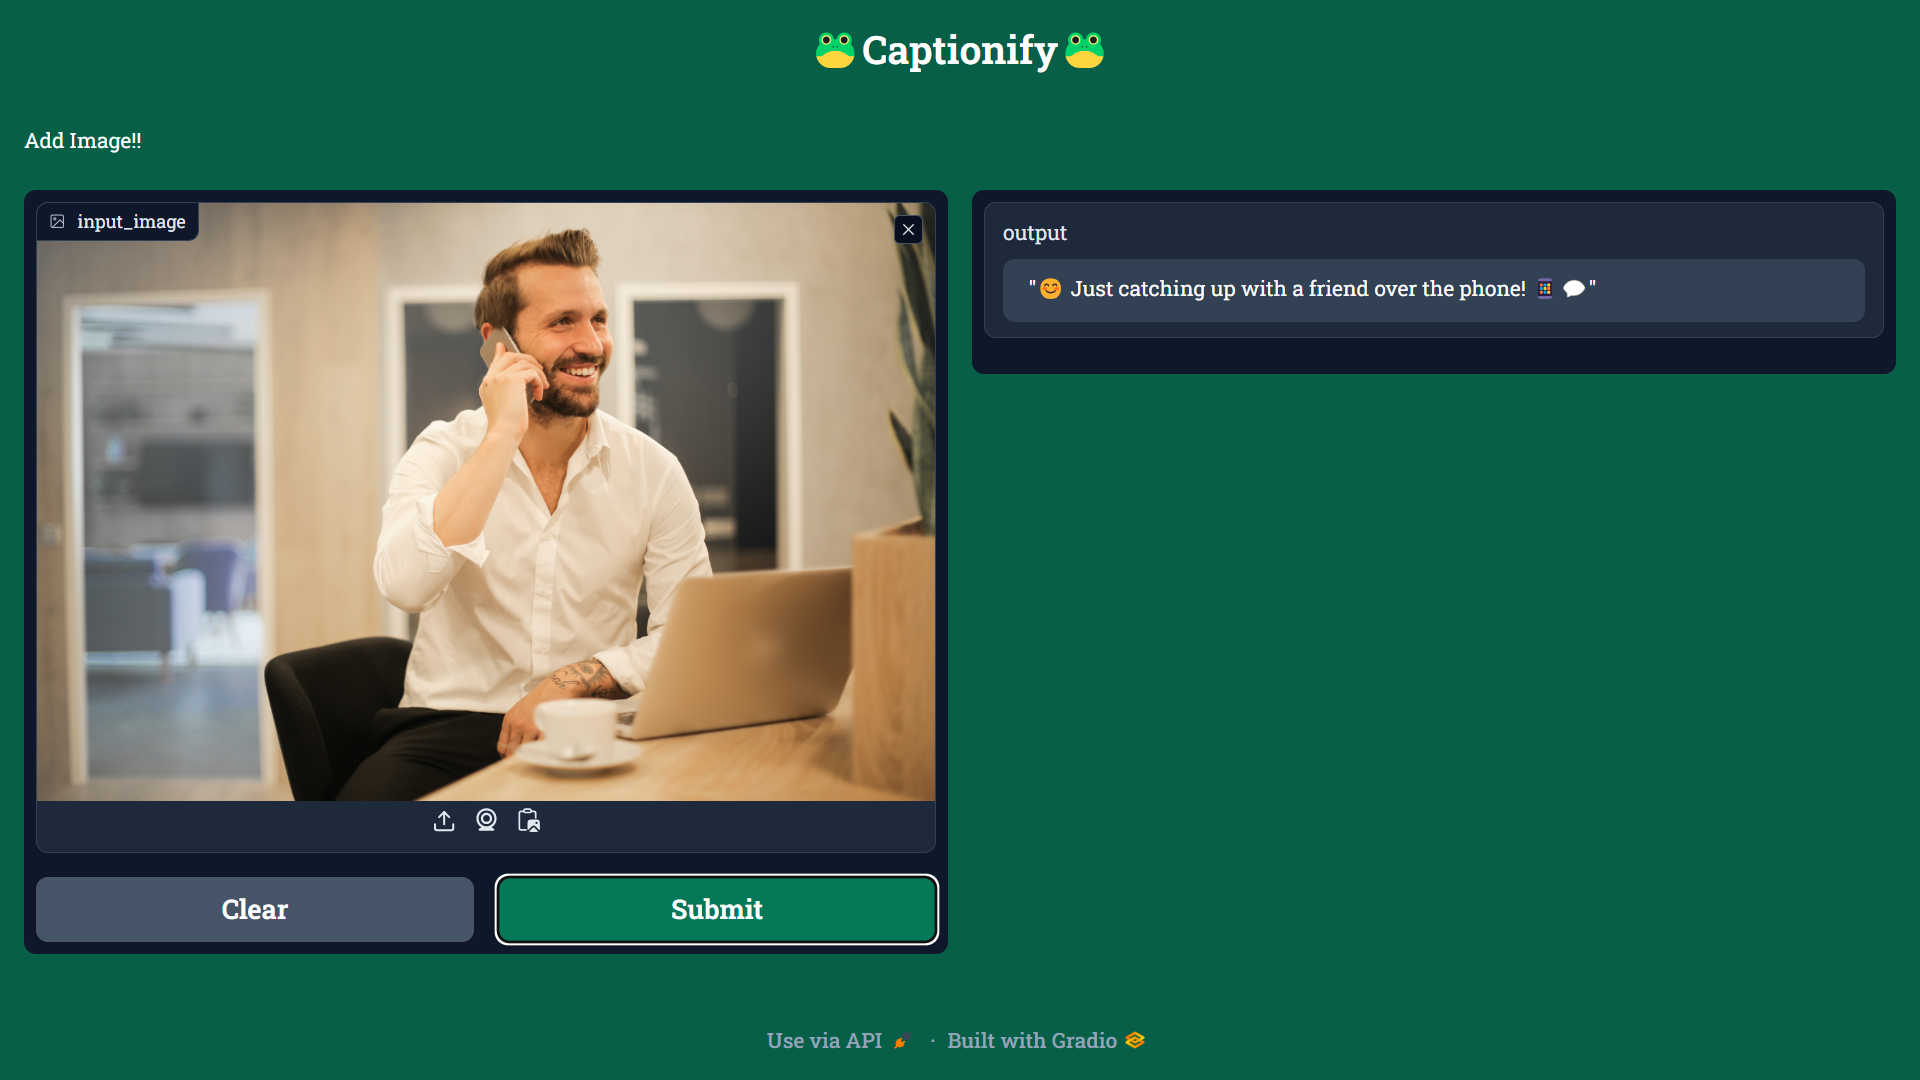 🐸 Captionify 🐸
Add Image!!
input_image
output
"😊 Just catching up with a friend over the phone! 📱 💬"
Clear
Submit
Use via API 🚀 · Built with Gradio